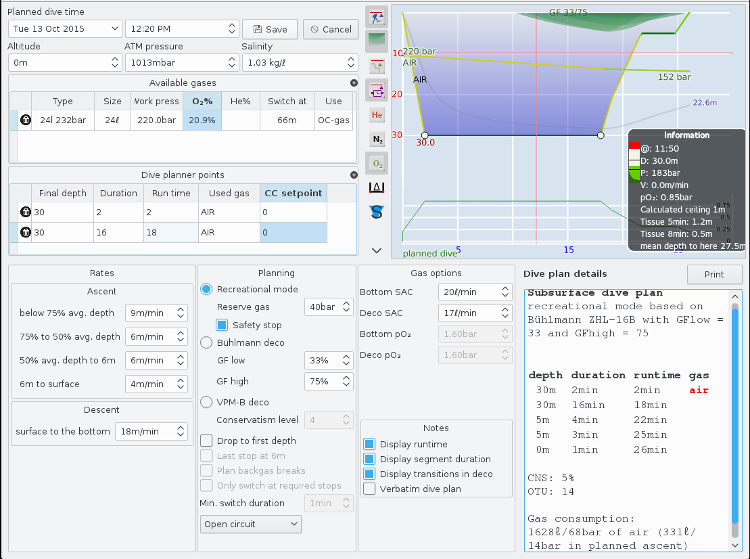 Planned dive time
Tue 13 Oct 2015
12:20 PM
Save
Cancel
Altitude
ATM pressure
Salinity
0m
1013mbar
1.03 kg/ℓ
Available gases
Type
Size
Work press
O₂%
He%
Switch at
Use
24l 232bar
24ℓ
220.0bar
20.9%
66m
OC-gas
Dive planner points
Final depth
Duration
Run time
Used gas
CC setpoint
30
2
2
AIR
0
30
16
18
AIR
0
He
N₂
O₂
GF 33/75
10
20
30
220 bar
AIR
AIR
152 bar
22.6m
30.0
Information
@: 11:50
D: 30.0m
P: 183bar
V: 0.0m/min
pO₂: 0.85bar
Calculated ceiling 1m
Tissue 5min: 1.2m
Tissue 8min: 0.5m
mean depth to here 27.5m
0.75
0.5
0.25
planned dive
5
15
Rates
Ascent
below 75% avg. depth
9m/min
75% to 50% avg. depth
6m/min
50% avg. depth to 6m
6m/min
6m to surface
4m/min
Descent
surface to the bottom
18m/min
Planning
Recreational mode
Reserve gas
40bar
Safety stop
Bühlmann deco
GF low
33%
GF high
75%
VPM-B deco
Conservatism level
4
Drop to first depth
Last stop at 6m
Plan backgas breaks
Only switch at required stops
Min. switch duration
1min
Open circuit
Gas options
Bottom SAC
20ℓ/min
Deco SAC
17ℓ/min
Bottom pO₂
1,60bar
Deco pO₂
1,60bar
Notes
Display runtime
Display segment duration
Display transitions in deco
Verbatim dive plan
Dive plan details
Print
Subsurface dive plan
recreational mode based on
Bühlmann ZHL-16B with GFlow =
33 and GFhigh = 75
depth duration runtime gas
30m 2min 2min air
30m 16min 18min
5m 4min 22min
5m 3min 25min
0m 1min 26min
CNS: 5%
OTU: 14
Gas consumption:
1628ℓ/68bar of air (331ℓ/
14bar in planned ascent)